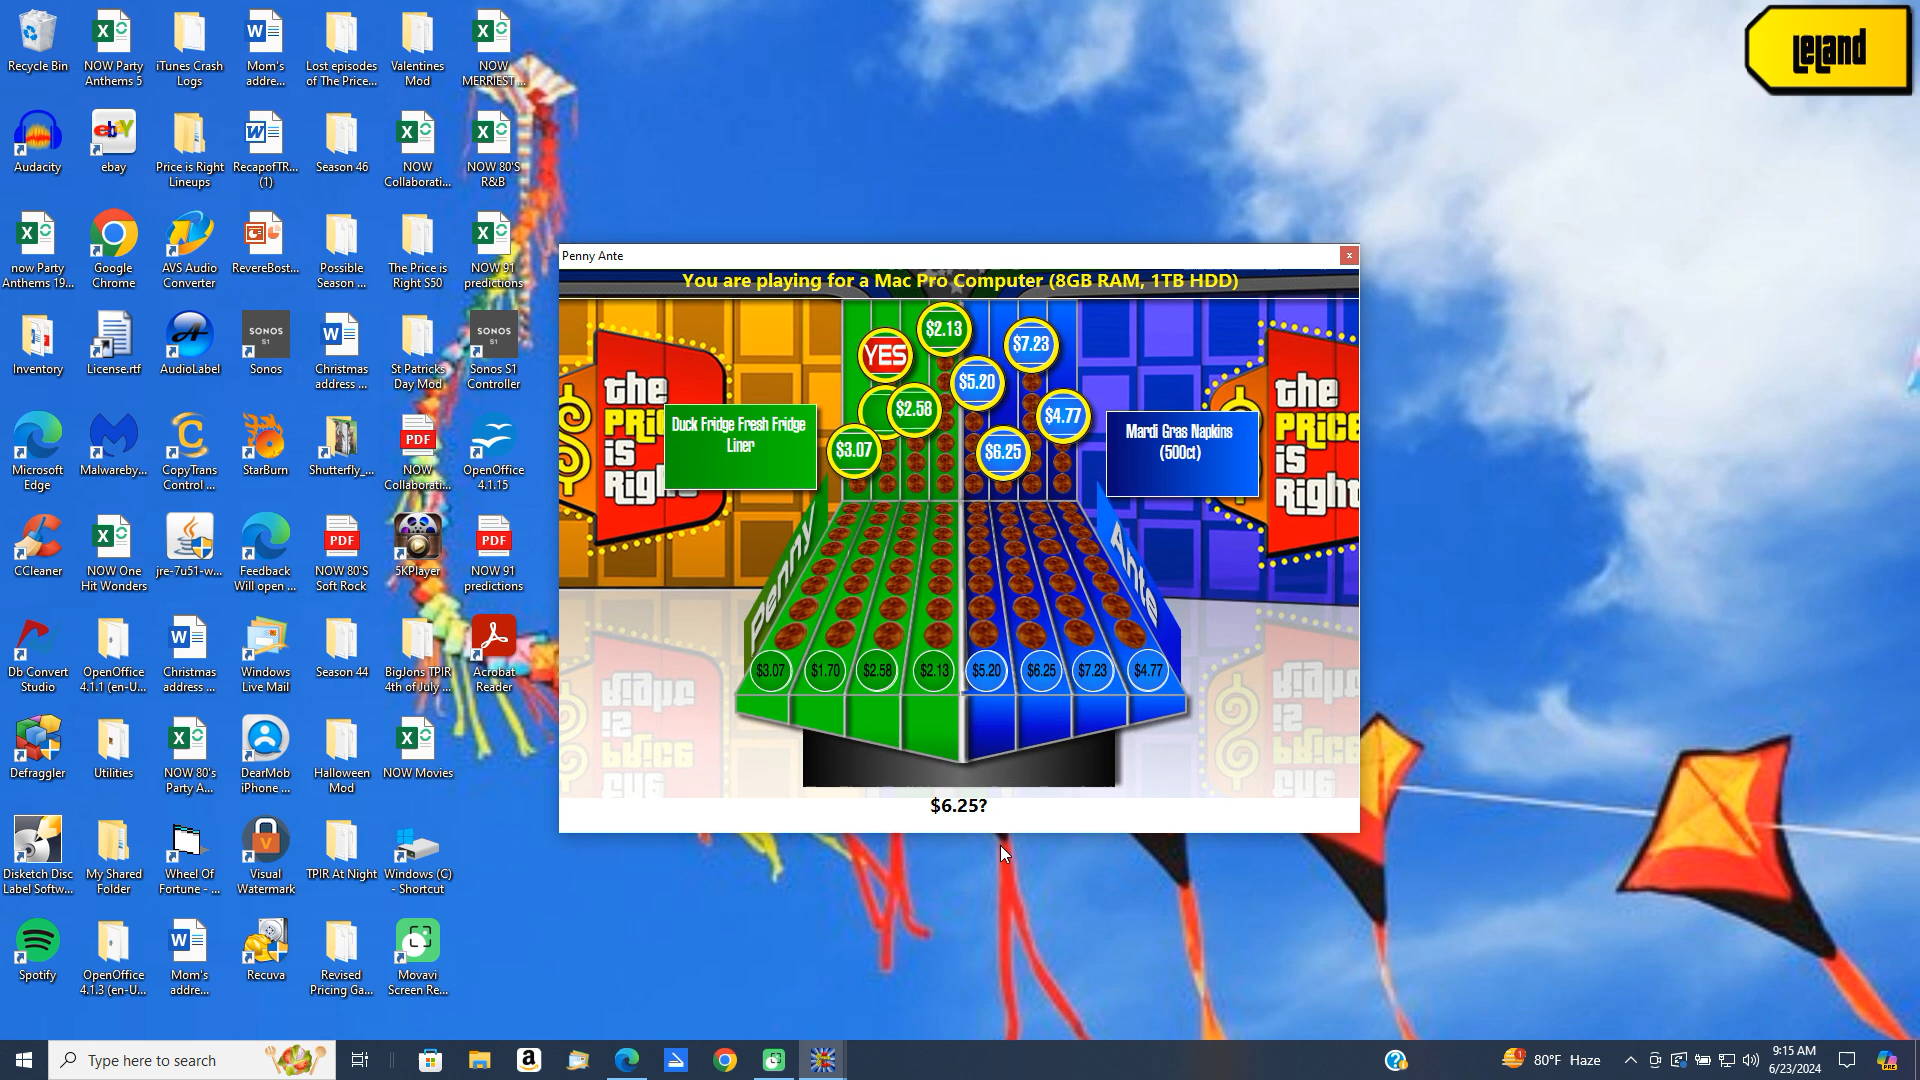 Recycle Bin
NOW Party
Anthems 5
iTunes Crash
Logs
Mom's
addre...
Lost episodes
of The Price...
Valentines
Mod
NOW
MERRIEST ...
Audacity
ebay
Price is Right
Lineups
RecapofTR...
(1)
Season 46
NOW
Collaborati...
NOW 80'S
R&B
now Party
Anthems 19...
Google
Chrome
AVS Audio
Converter
RevereBost...
Possible
Season ...
The Price is
Right S50
NOW 91
predictions
Inventory
License.rtf
AudioLabel
SONOS
S1
Sonos
Christmas
address ...
St Patricks
Day Mod
SONOS
S1
Sonos S1
Controller
Microsoft
Edge
Malwareby...
CopyTrans
Control ...
StarBurn
Shutterfly_...
PDF
NOW
Collaborati...
OpenOffice
4.1.15
CCleaner
NOW One
Hit Wonders
jre-7u51-w...
Feedback
Will open ...
PDF
NOW 80'S
Soft Rock
5KPlayer
PDF
NOW 91
predictions
Db Convert
Studio
OpenOffice
4.1.1 (en-U...
Christmas
address ...
Windows
Live Mail
Season 44
BigJons TPIR
4th of July ...
Acrobat
Reader
Defraggler
Utilities
NOW 80's
Party A...
DearMob
iPhone ...
Halloween
Mod
NOW Movies
Disketch Disc
Label Softw...
My Shared
Folder
Wheel Of
Fortune - ...
Visual
Watermark
TPIR At Night
Windows (C)
- Shortcut
Spotify
OpenOffice
4.1.3 (en-U...
Mom's
addre...
Recuva
Revised
Pricing Ga...
Movavi
Screen Re...
Leland
Penny Ante
You are playing for a Mac Pro Computer (8GB RAM, 1TB HDD)
the
PRICE
is
Right
YES
$2.13
$7.23
$5.20
$2.58
$4.77
$3.07
$6.25
Duck Fridge Fresh Fridge
Liner
Mardi Gras Napkins
(500ct)
the
PRICE
is
Right
Penny
Ante
$3.07
$1.70
$2.58
$2.13
$5.20
$6.25
$7.23
$4.77
$6.25?
Type here to search
80°F Haze
9:15 AM
6/23/2024